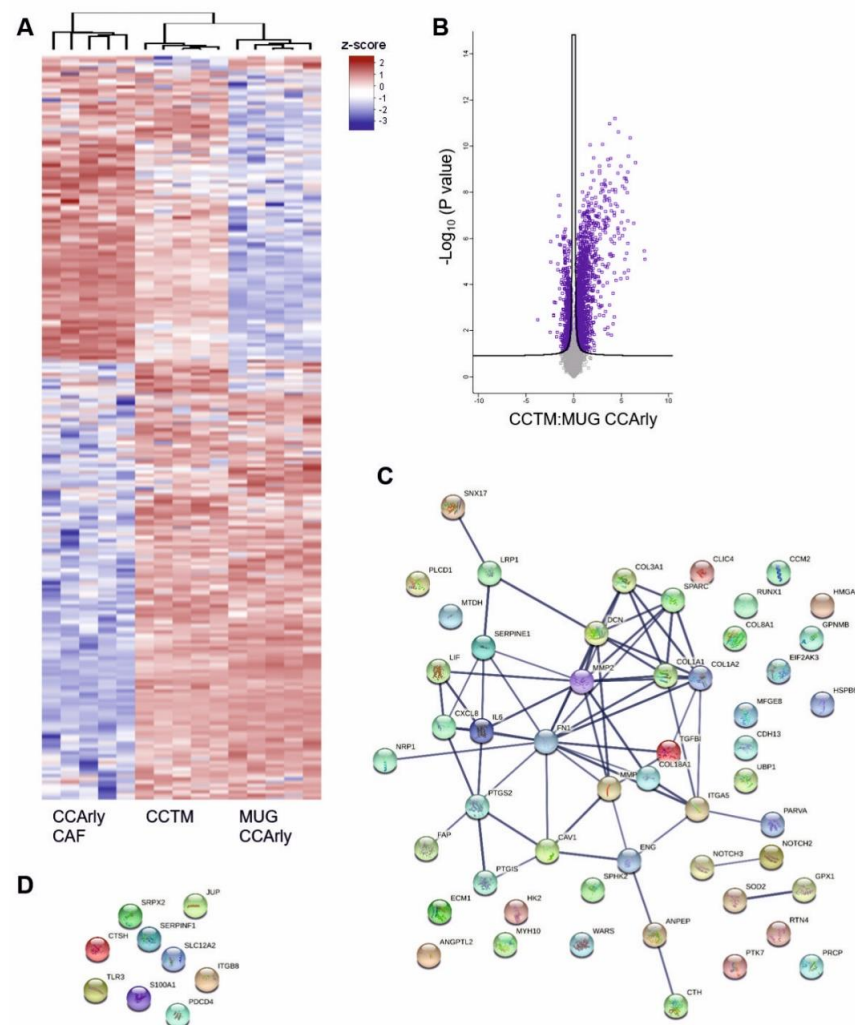 A
z-score
2
1
0
-1
-2
-3
CCArly
CAF
CCTM
MUG
CCArly
B
-Log10 (P value)
14
12
10
8
6
4
2
0
-10
-5
0
5
10
CCTM:MUG CCArly
C
SNX17
PLCD1
LRP1
MTDH
SERPINE1
LIF
CXCL8
IL6
NRP1
PTGS2
FAP
PTGIS
COL3A1
SPARC
DCN
MMP2
COL1A1
COL1A2
FN1
TGFBI
COL18A1
CAV1
ENG
ITGA5
CLIC4
CCM2
RUNX1
HMGA
COL8A1
GPNMB
EIF2AK3
HSPB
MFGE8
CDH13
UBP1
PARVA
NOTCH3
NOTCH2
SOD2
GPX1
SPHK2
ECM1
HK2
ANGPTL2
MYH10
WARS
ANPEP
CTH
RTN4
PTK7
PRCP
D
JUP
SRPX2
SERPINF1
CTSH
SLC12A2
ITGB8
TLR3
S100A1
PDCD4